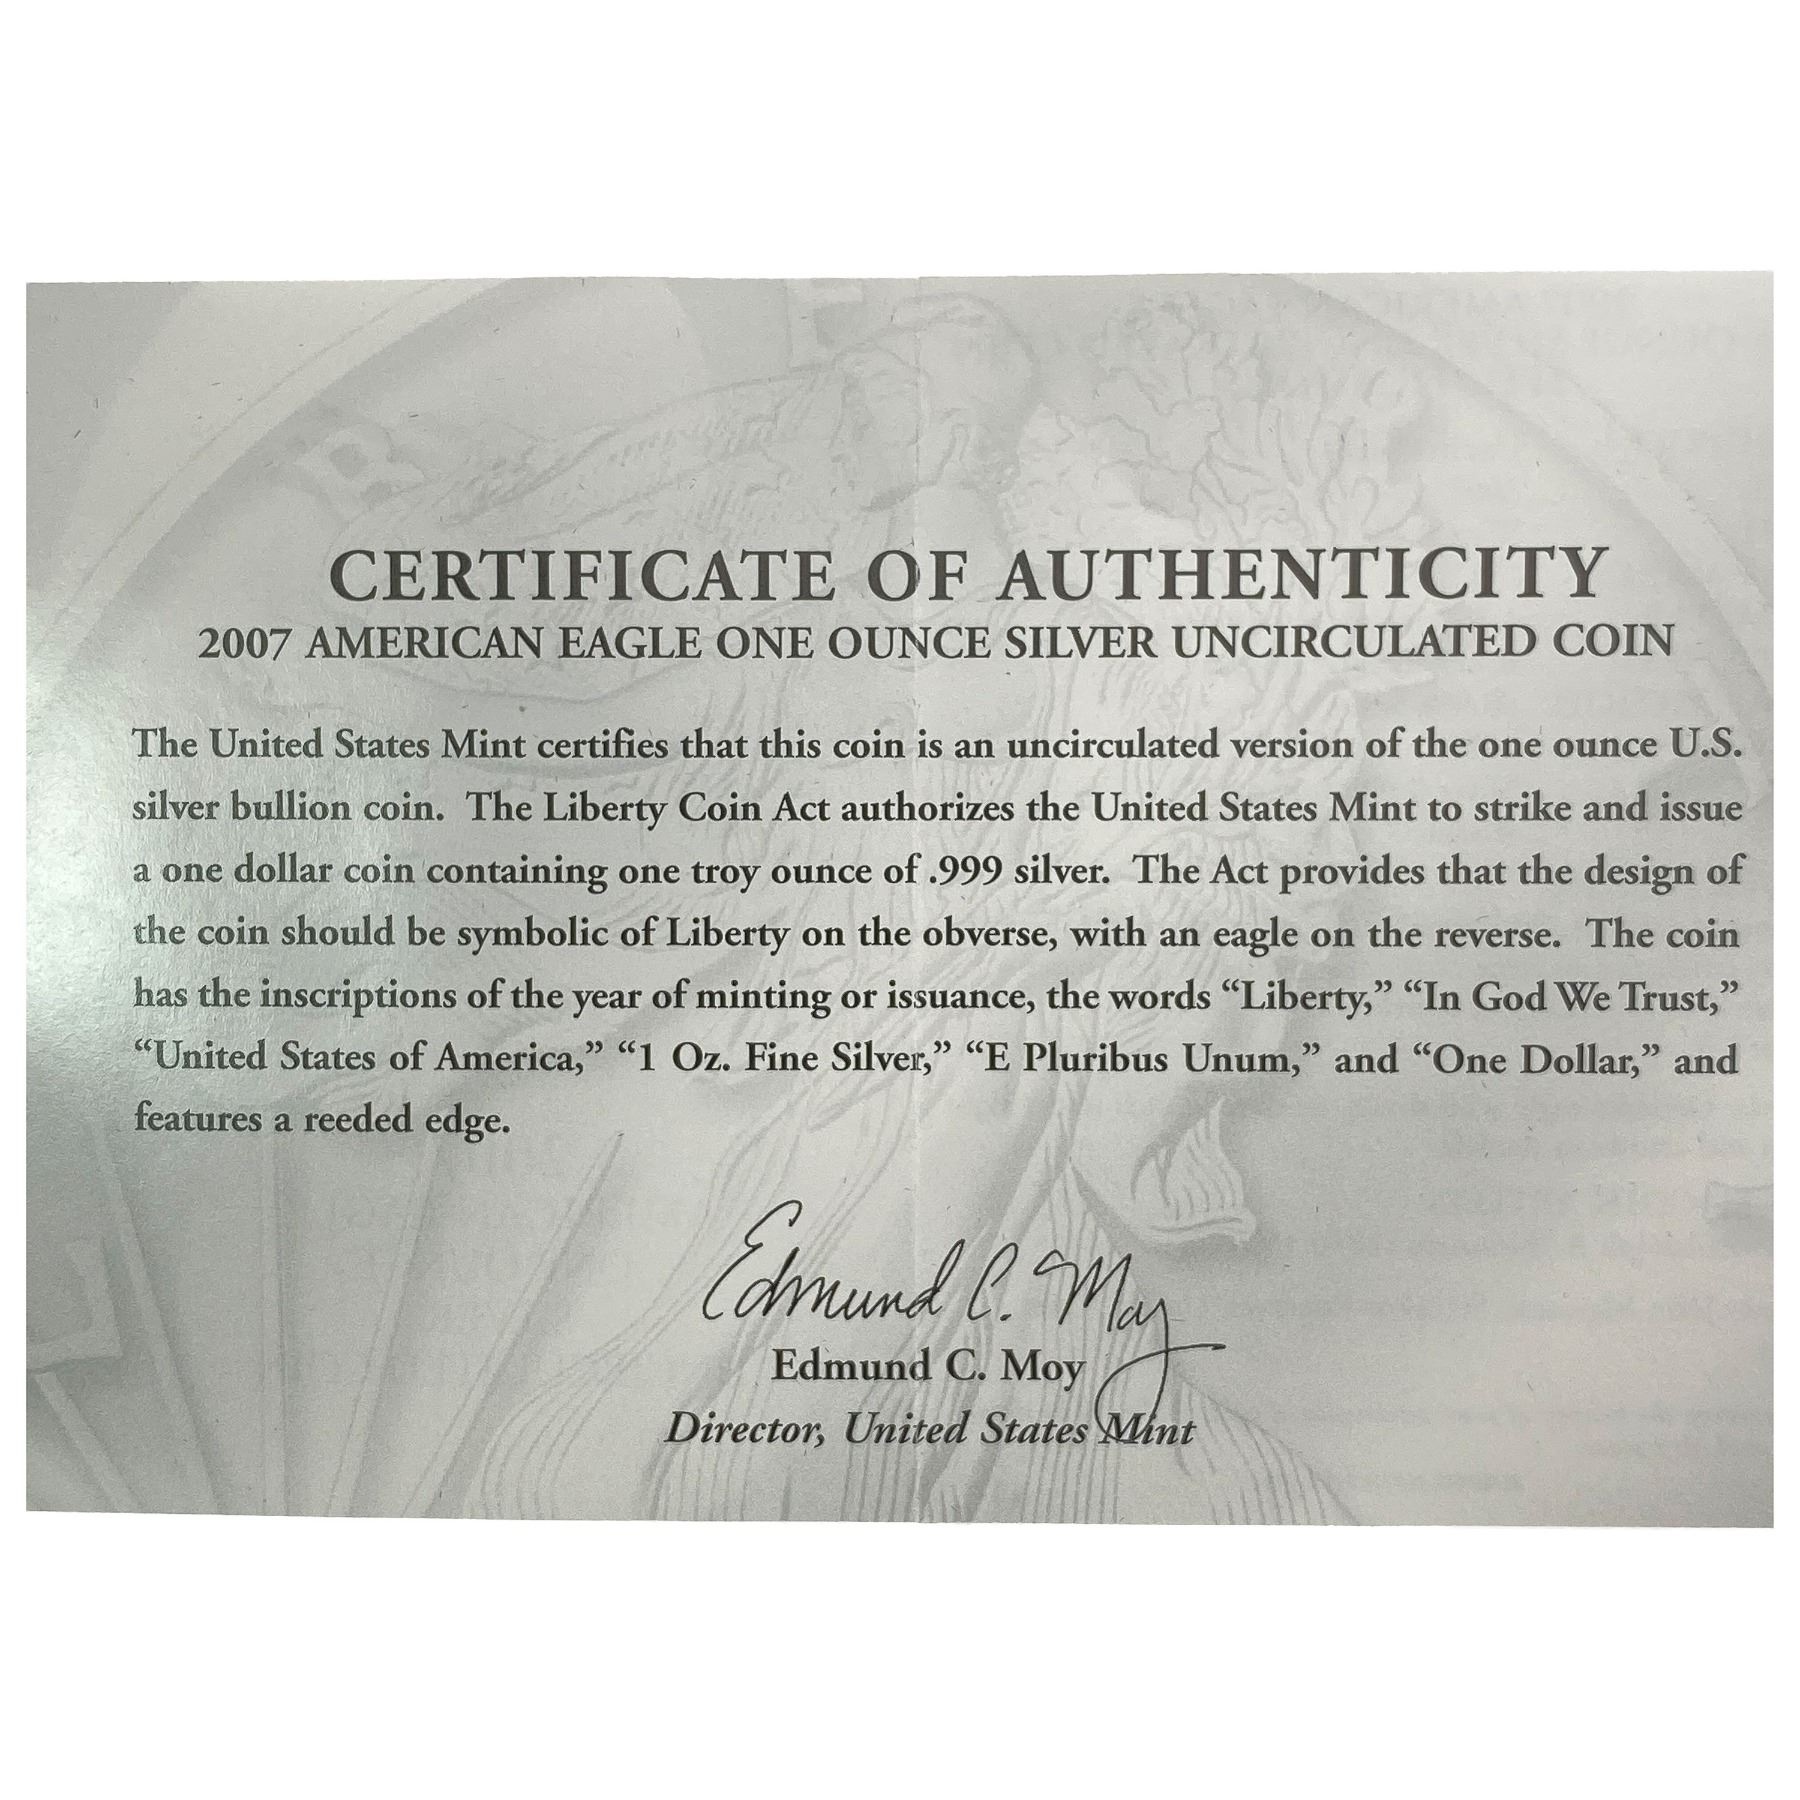 CERTIFICATE OF AUTHENTICITY
2007 AMERICAN EAGLE ONE OUNCE SILVER UNCIRCULATED COIN
The United States Mint certifies that this coin is an uncirculated version of the one ounce U.S.
silver bullion coin. The Liberty Coin Act authorizes the United States Mint to strike and issue
a one dollar coin containing one troy ounce of .999 silver. The Act provides that the design of
the coin should be symbolic of Liberty on the obverse, with an eagle on the reverse. The coin
has the inscriptions of the year of minting or issuance, the words “Liberty,” “In God We Trust,”
“United States of America,” “1 Oz. Fine Silver,” “E Pluribus Unum,” and “One Dollar,” and
features a reeded edge.
Edmund C. Moy
Edmund C. Moy
Director, United States Mint